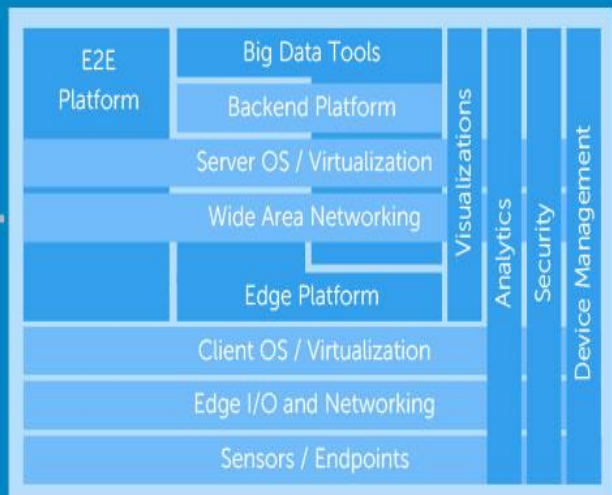 E2E
Platform
Big Data Tools
Backend Platform
Server OS / Virtualization
Wide Area Networking
Edge Platform
Client OS / Virtualization
Edge I/O and Networking
Sensors / Endpoints
Visualizations
Analytics
Security
Device Management